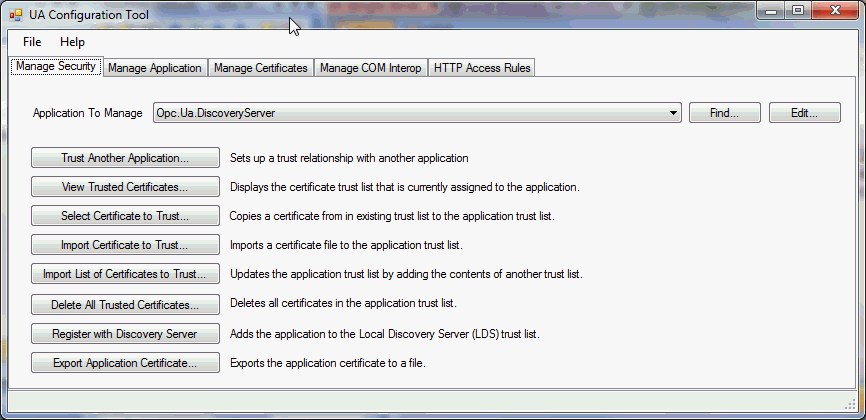 UA Configuration Tool
File Help
Manage Security Manage Application Manage Certificates Manage COM Interop HTTP Access Rules
Application To Manage Opc.Ua.DiscoveryServer Find... Edit...
Trust Another Application... Sets up a trust relationship with another application
View Trusted Certificates... Displays the certificate trust list that is currently assigned to the application.
Select Certificate to Trust... Copies a certificate from in existing trust list to the application trust list.
Import Certificate to Trust... Imports a certificate file to the application trust list.
Import List of Certificates to Trust... Updates the application trust list by adding the contents of another trust list.
Delete All Trusted Certificates... Deletes all certificates in the application trust list.
Register with Discovery Server Adds the application to the Local Discovery Server (LDS) trust list.
Export Application Certificate... Exports the application certificate to a file.